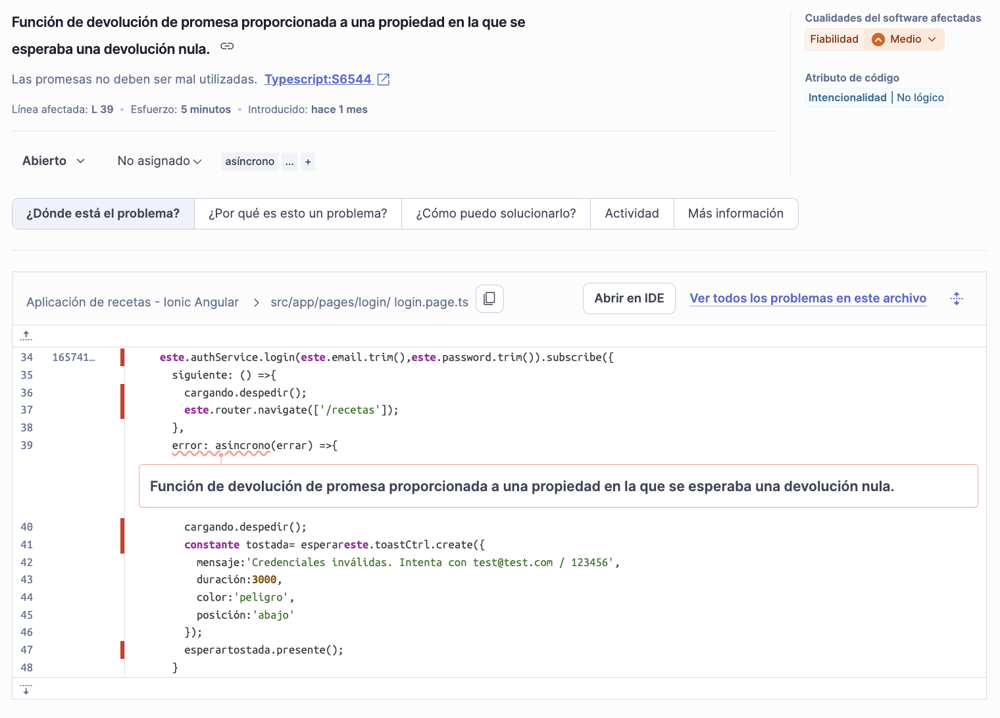 Función de devolución de promesa proporcionada a una propiedad en la que se
esperaba una devolución nula.
Las promesas no deben ser mal utilizadas. Typescript:S6544
Línea afectada: L 39 • Esfuerzo: 5 minutos • Introducido: hace 1 mes
Cualidades del software afectadas
Fiabilidad Medio
Atributo de código
Intencionalidad | No lógico
Abierto No asignado asíncrono ... +
¿Dónde está el problema? ¿Por qué es esto un problema? ¿Cómo puedo solucionarlo? Actividad Más información
Aplicación de recetas - Ionic Angular > src/app/pages/login/ login.page.ts Abrir en IDE Ver todos los problemas en este archivo
34 165741… este.authService.login(este.email.trim(),este.password.trim()).subscribe({
35 siguiente: () =>{
36 cargando.despedir();
37 este.router.navigate(['/recetas']);
38 },
39 error: asíncrono(errar) =>{
Función de devolución de promesa proporcionada a una propiedad en la que se esperaba una devolución nula.
40 cargando.despedir();
41 constante tostada= esperareste.toastCtrl.create({
42 mensaje:'Credenciales inválidas. Intenta con test@test.com / 123456',
43 duración:3000,
44 color:'peligro',
45 posición:'abajo'
46 });
47 esperartostada.presente();
48 }